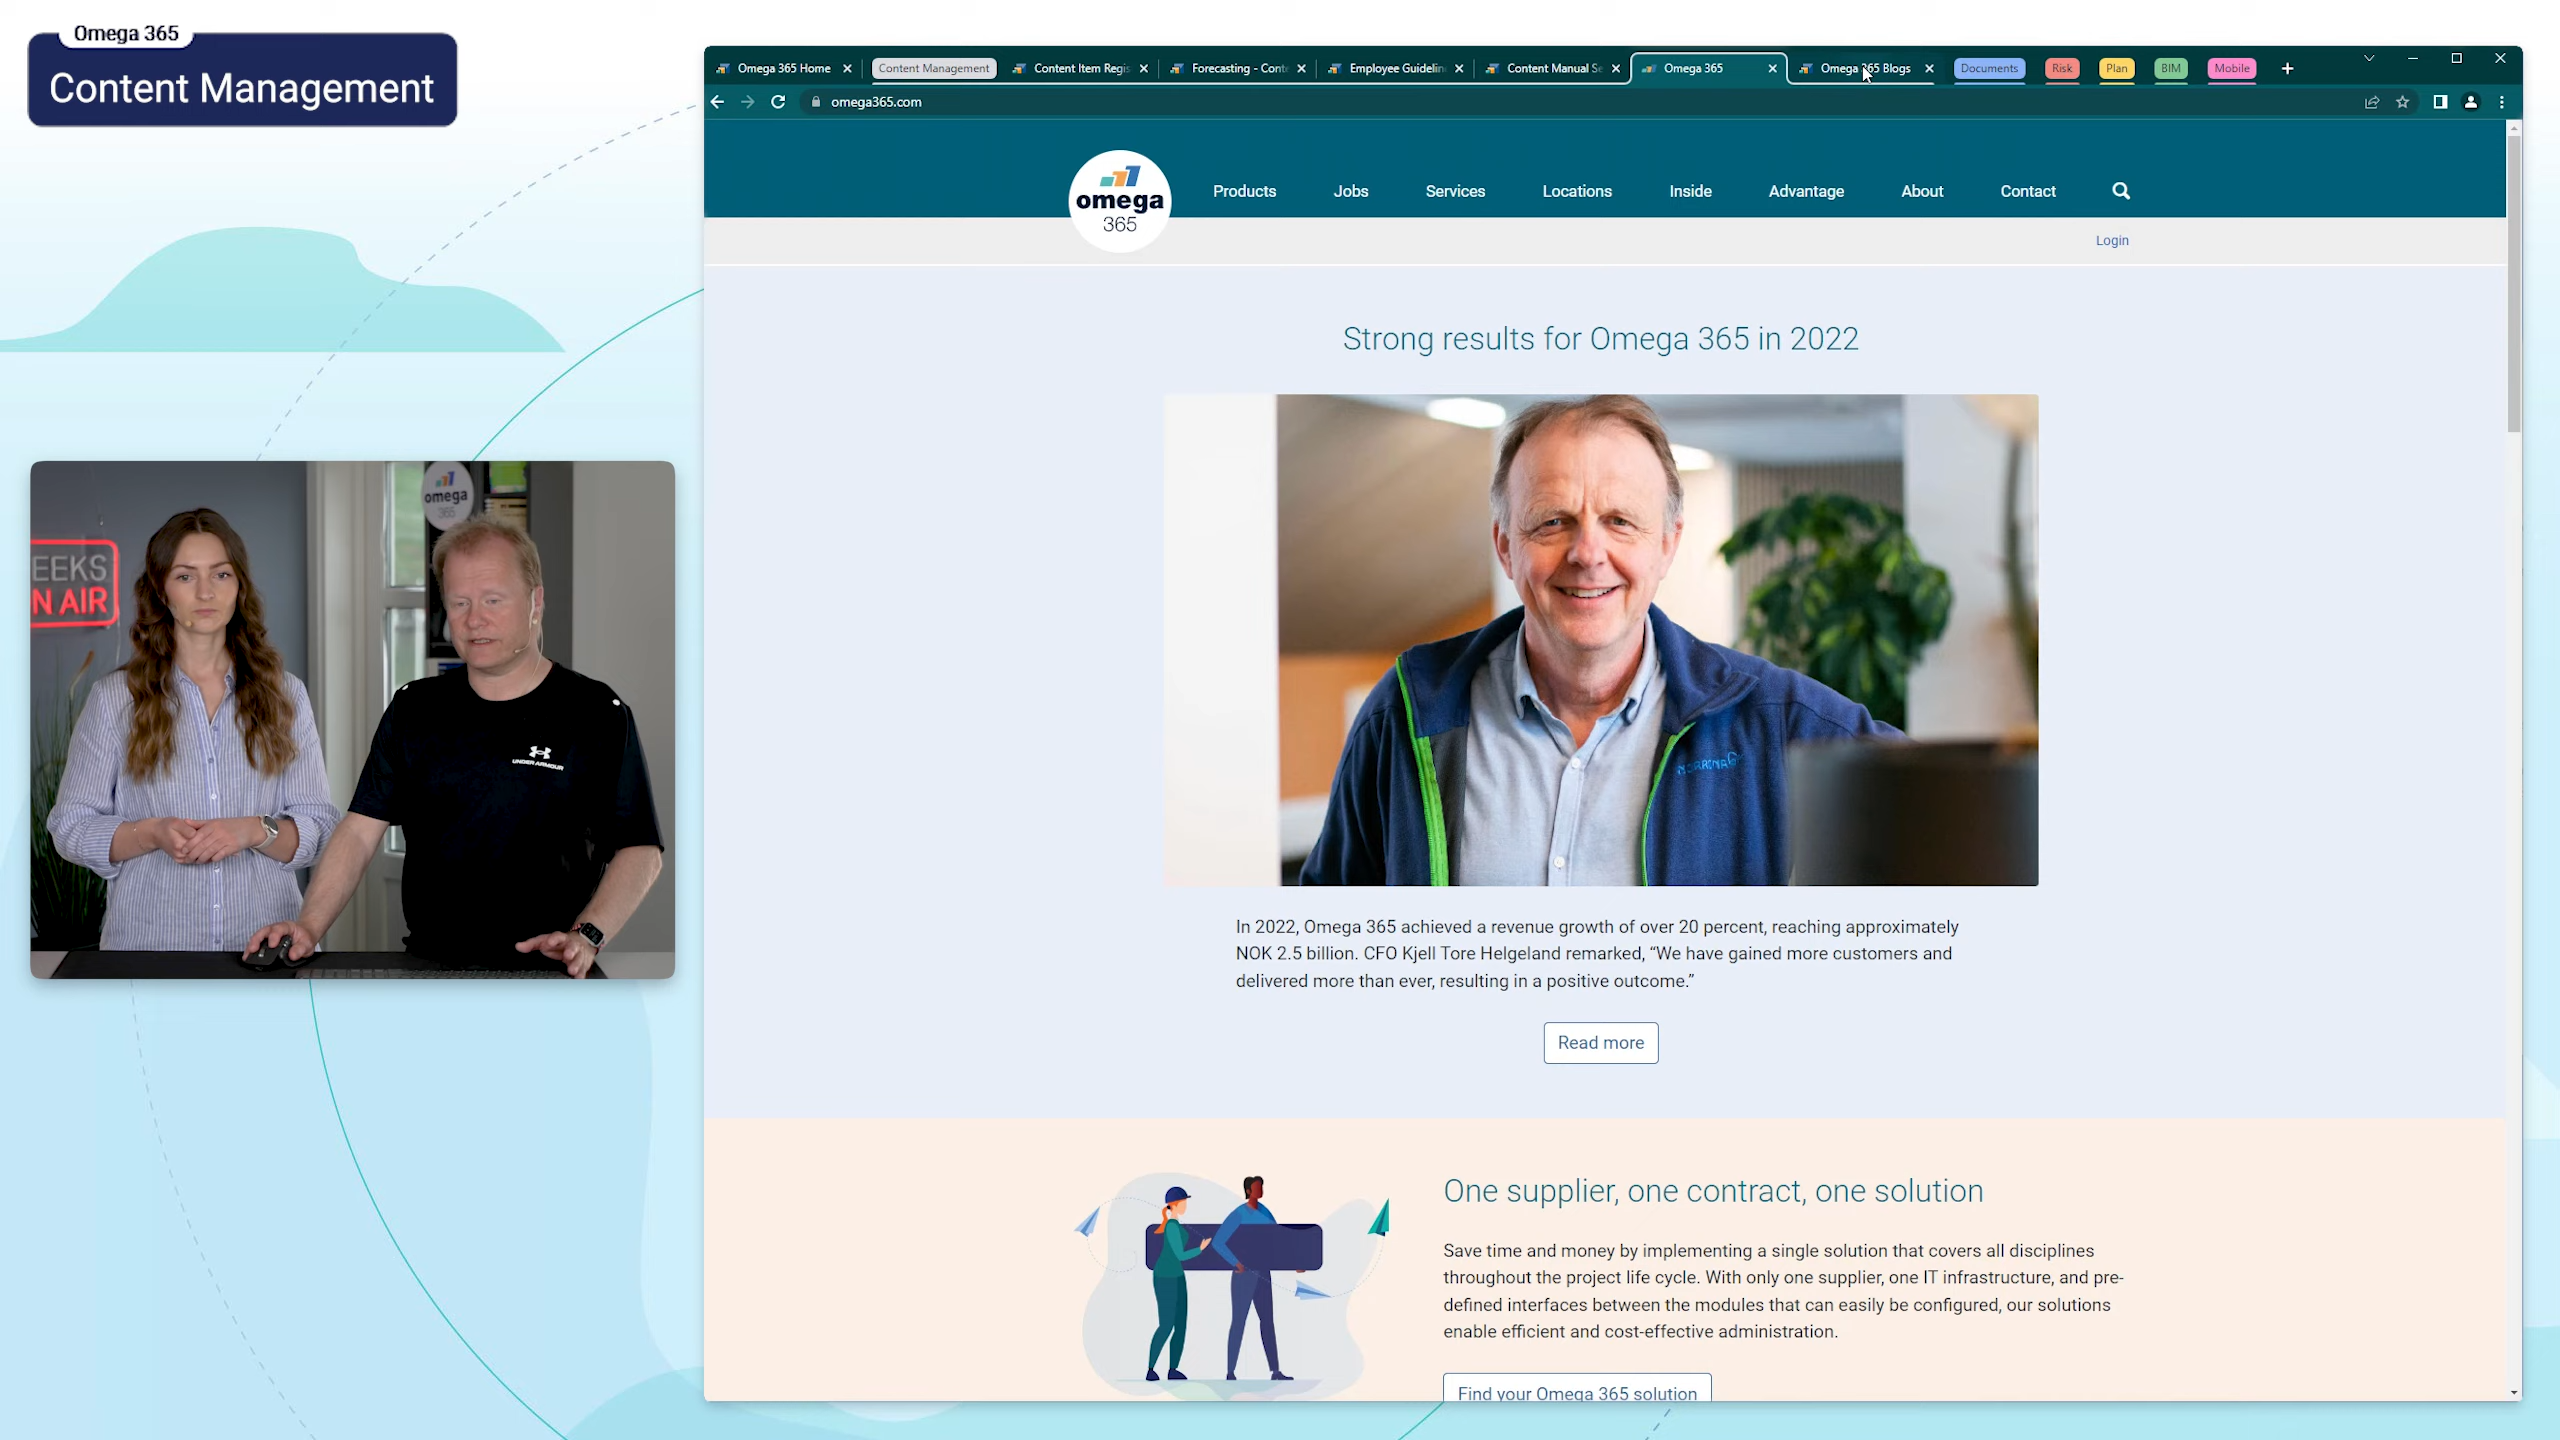 Omega 365
Content Management
Omega 365 Home
Content Management
Content Item Regis
Forecasting - Conte
Employee Guidelin
Content Manual Se
Omega 365
Omega 365 Blogs
Documents
Risk
Plan
BIM
Mobile
omega365.com
omega
365
Products
Jobs
Services
Locations
Inside
Advantage
About
Contact
Login
Strong results for Omega 365 in 2022
In 2022, Omega 365 achieved a revenue growth of over 20 percent, reaching approximately
NOK 2.5 billion. CFO Kjell Tore Helgeland remarked, “We have gained more customers and
delivered more than ever, resulting in a positive outcome.”
Read more
One supplier, one contract, one solution
Save time and money by implementing a single solution that covers all disciplines
throughout the project life cycle. With only one supplier, one IT infrastructure, and pre-
defined interfaces between the modules that can easily be configured, our solutions
enable efficient and cost-effective administration.
Find your Omega 365 solution
omega
365
EEKS
N AIR
UNDER ARMOUR